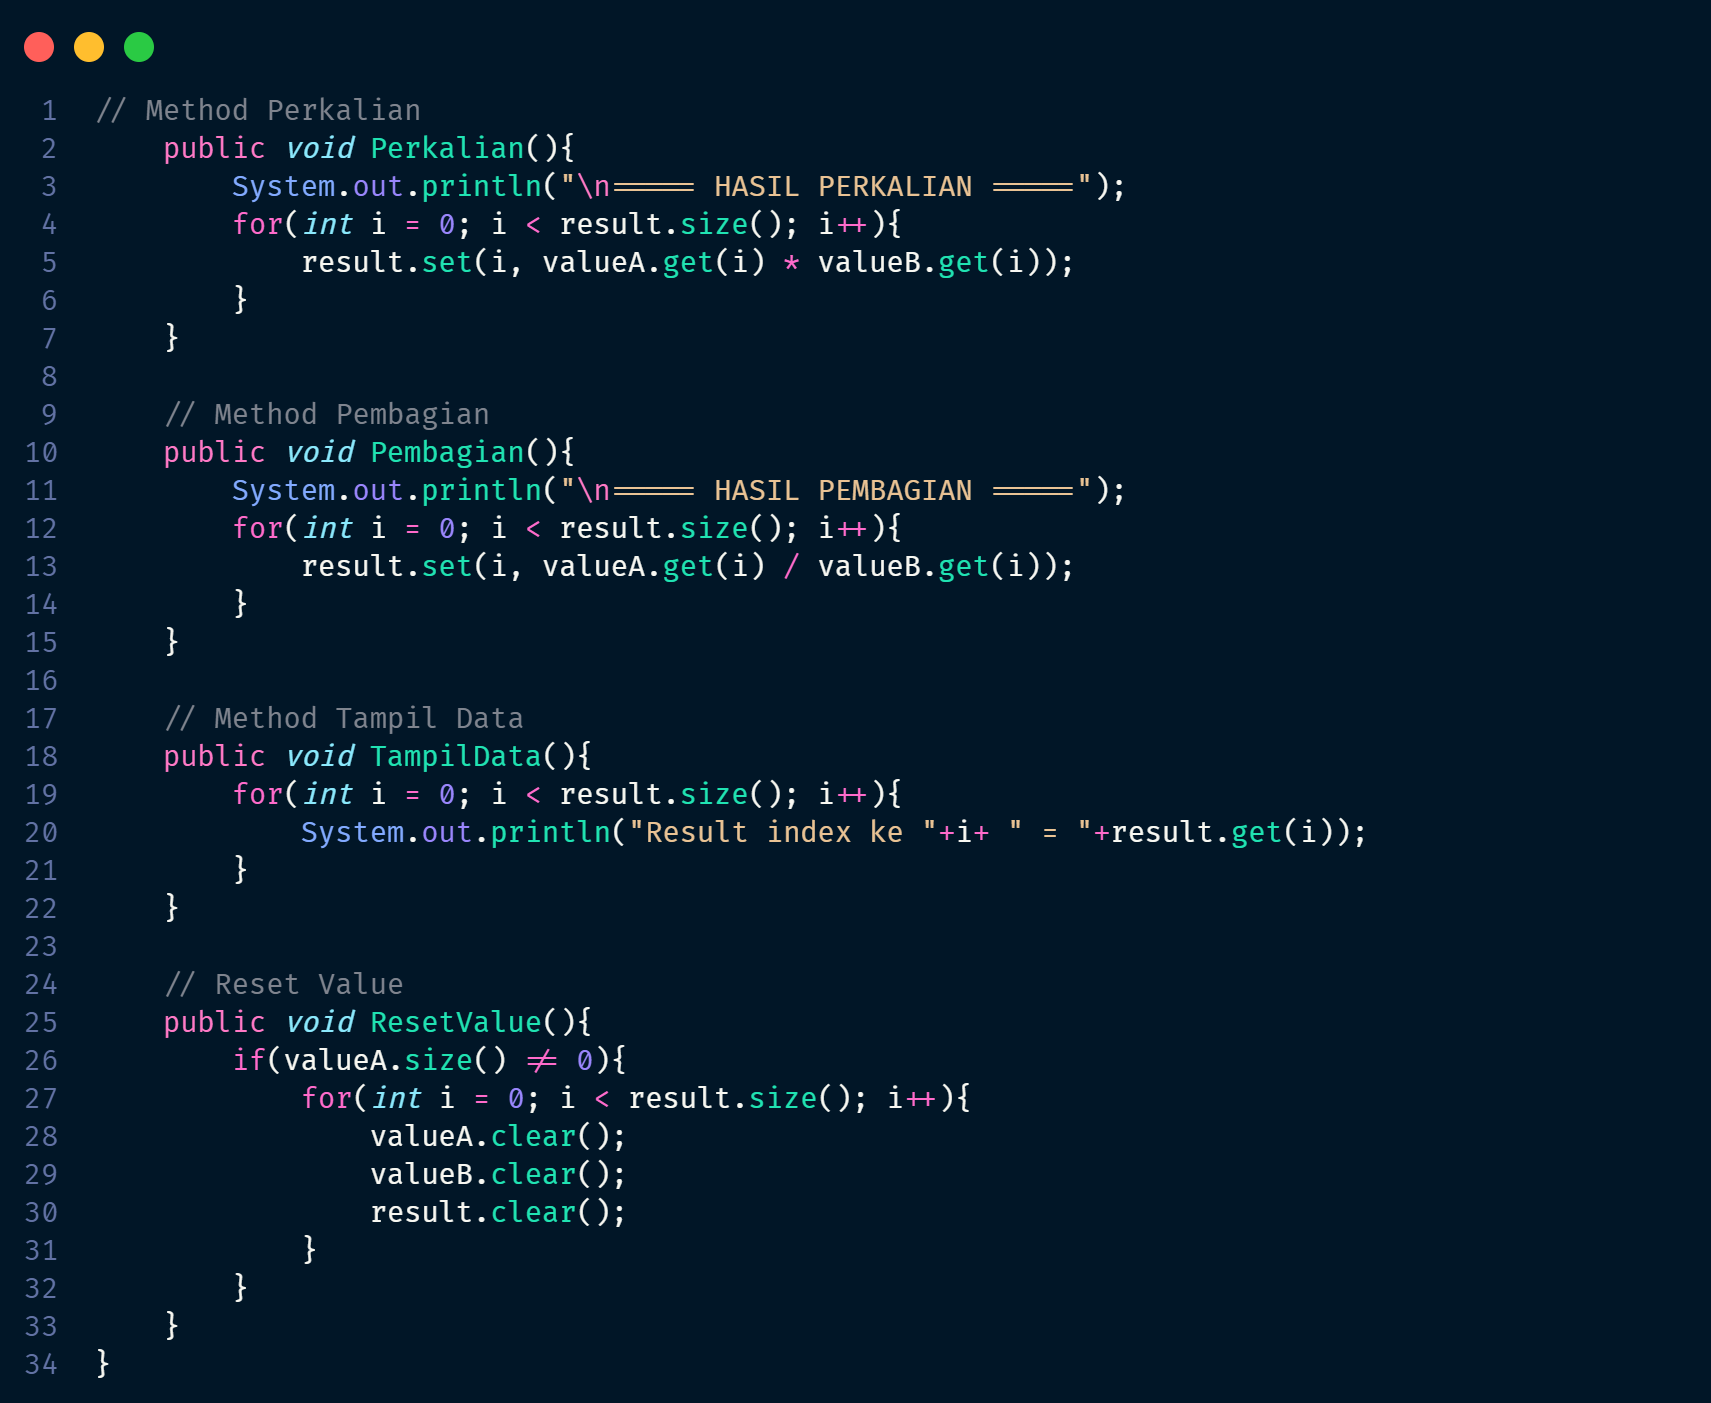 1 // Method Perkalian
2     public void Perkalian(){
3         System.out.println("\n===== HASIL PERKALIAN =====");
4         for(int i = 0; i < result.size(); i++){
5             result.set(i, valueA.get(i) * valueB.get(i));
6         }
7     }
8
9     // Method Pembagian
10     public void Pembagian(){
11         System.out.println("\n===== HASIL PEMBAGIAN =====");
12         for(int i = 0; i < result.size(); i++){
13             result.set(i, valueA.get(i) / valueB.get(i));
14         }
15     }
16
17     // Method Tampil Data
18     public void TampilData(){
19         for(int i = 0; i < result.size(); i++){
20             System.out.println("Result index ke "+i+ " = "+result.get(i));
21         }
22     }
23
24     // Reset Value
25     public void ResetValue(){
26         if(valueA.size() != 0){
27             for(int i = 0; i < result.size(); i++){
28                 valueA.clear();
29                 valueB.clear();
30                 result.clear();
31             }
32         }
33     }
34 }